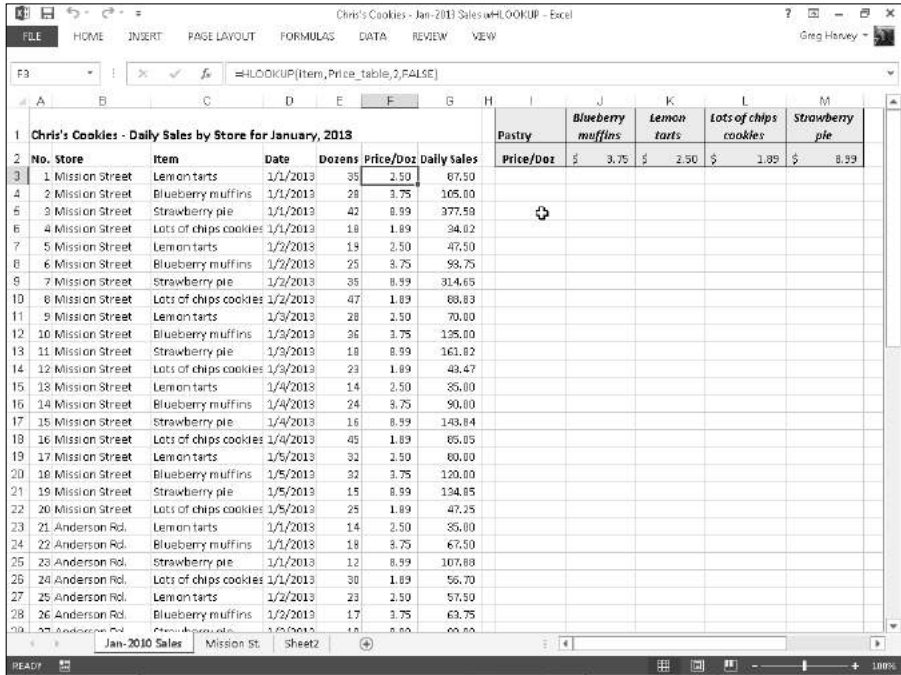 Chris's Cookies - Jan-2013 Sales wHLOOKUP - Excel
FILE HOME INSERT PAGE LAYOUT FORMULAS DATA REVIEW VIEW Greg Harvey
F3 fx =HLOOKUP(item,Price_table,2,FALSE)
A B C D E F G H I J K L M
1 Chris's Cookies - Daily Sales by Store for January, 2013 Pastry Blueberry muffins Lemon tarts Lots of chips cookies Strawberry pie
2 No. Store Item Date Dozens Price/Doz Daily Sales Price/Doz $ 3.75 $ 2.50 $ 1.89 $ 8.99
3 1 Mission Street Lemon tarts 1/1/2013 35 2.50 87.50
4 2 Mission Street Blueberry muffins 1/1/2013 28 3.75 105.00
5 3 Mission Street Strawberry pie 1/1/2013 42 8.99 377.58
6 4 Mission Street Lots of chips cookies 1/1/2013 18 1.89 34.02
7 5 Mission Street Lemon tarts 1/2/2013 19 2.50 47.50
8 6 Mission Street Blueberry muffins 1/2/2013 25 3.75 93.75
9 7 Mission Street Strawberry pie 1/2/2013 35 8.99 314.65
10 8 Mission Street Lots of chips cookies 1/2/2013 47 1.89 88.83
11 9 Mission Street Lemon tarts 1/3/2013 28 2.50 70.00
12 10 Mission Street Blueberry muffins 1/3/2013 36 3.75 135.00
13 11 Mission Street Strawberry pie 1/3/2013 18 8.99 161.82
14 12 Mission Street Lots of chips cookies 1/3/2013 23 1.89 43.47
15 13 Mission Street Lemon tarts 1/4/2013 14 2.50 35.00
16 14 Mission Street Blueberry muffins 1/4/2013 24 3.75 90.00
17 15 Mission Street Strawberry pie 1/4/2013 16 8.99 143.84
18 16 Mission Street Lots of chips cookies 1/4/2013 45 1.89 85.05
19 17 Mission Street Lemon tarts 1/5/2013 32 2.50 80.00
20 18 Mission Street Blueberry muffins 1/5/2013 32 3.75 120.00
21 19 Mission Street Strawberry pie 1/5/2013 15 8.99 134.85
22 20 Mission Street Lots of chips cookies 1/5/2013 25 1.89 47.25
23 21 Anderson Rd. Lemon tarts 1/1/2013 14 2.50 35.00
24 22 Anderson Rd. Blueberry muffins 1/1/2013 18 3.75 67.50
25 23 Anderson Rd. Strawberry pie 1/1/2013 12 8.99 107.88
26 24 Anderson Rd. Lots of chips cookies 1/1/2013 30 1.89 56.70
27 25 Anderson Rd. Lemon tarts 1/2/2013 23 2.50 57.50
28 26 Anderson Rd. Blueberry muffins 1/2/2013 17 3.75 63.75
Jan-2010 Sales Mission St. Sheet2
READY 100%